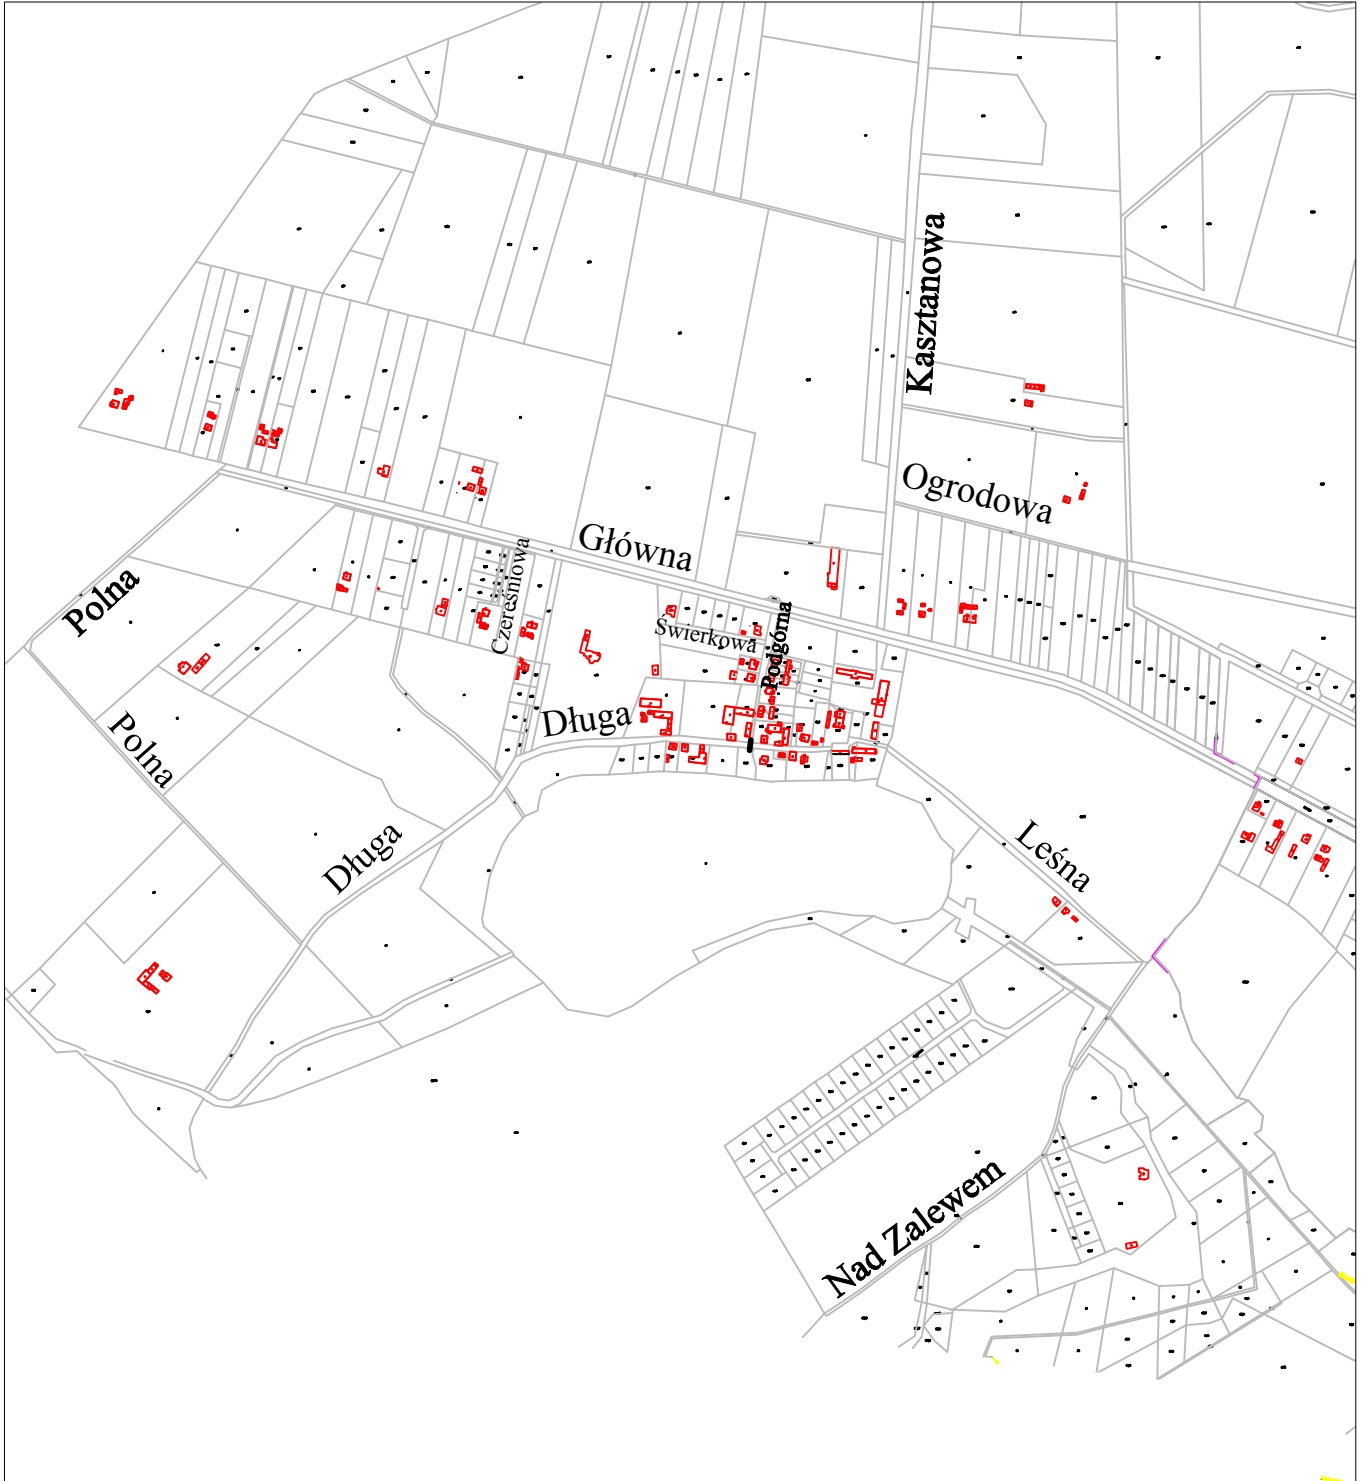 Kasztanowa
Ogrodowa
Główna
Czereśniowa
Polna
Podgórna
Świerkowa
Długa
Polna
Leśna
Długa
Nad Zalewem